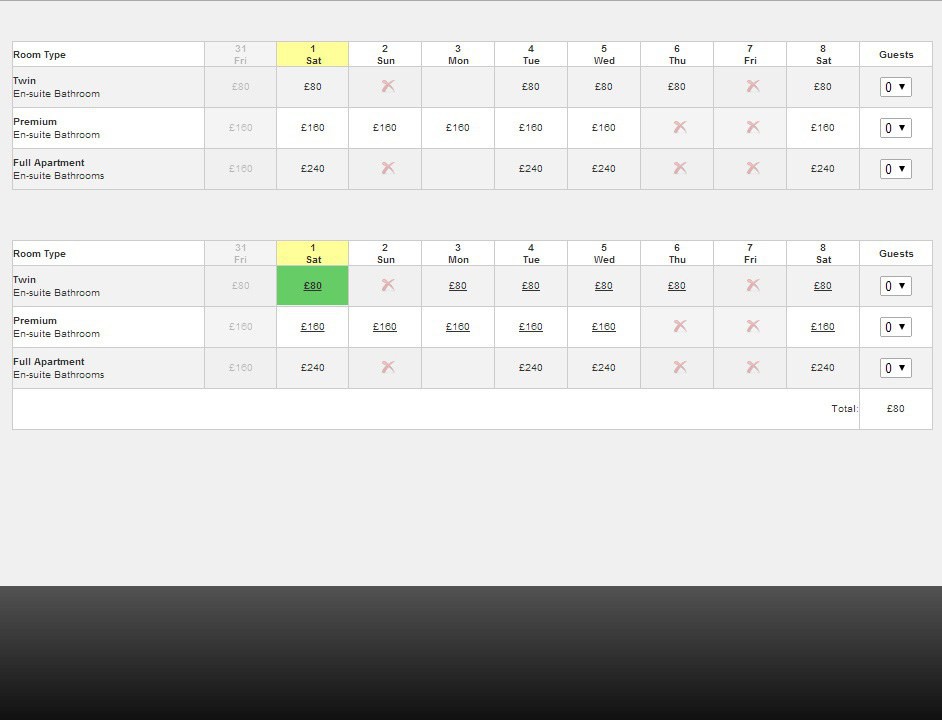 Room Type 31 1 2 3 4 5 6 7 8 Guests
Fri Sat Sun Mon Tue Wed Thu Fri Sat
Twin £80 £80 £80 £80 £80 £80 0
En-suite Bathroom
Premium £160 £160 £160 £160 £160 £160 £160 0
En-suite Bathroom
Full Apartment £160 £240 £240 £240 £240 0
En-suite Bathrooms
Room Type 31 1 2 3 4 5 6 7 8 Guests
Fri Sat Sun Mon Tue Wed Thu Fri Sat
Twin £80 £80 £80 £80 £80 £80 £80 0
En-suite Bathroom
Premium £160 £160 £160 £160 £160 £160 £160 0
En-suite Bathroom
Full Apartment £160 £240 £240 £240 £240 0
En-suite Bathrooms
Total: £80